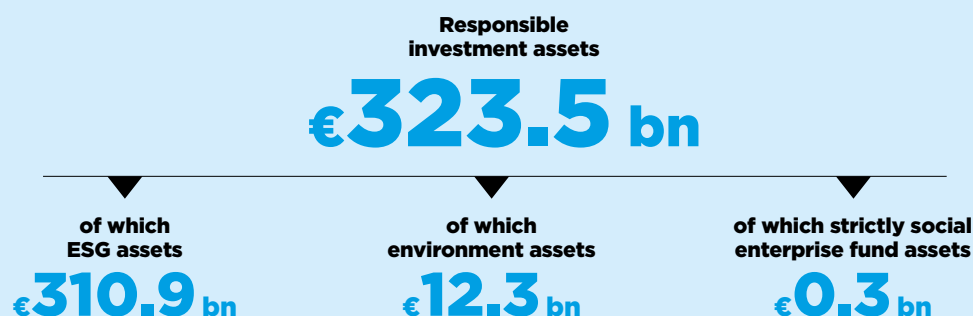 Responsible
investment assets
€323.5 bn
of which
ESG assets
€310.9 bn
of which
environment assets
€12.3 bn
of which strictly social
enterprise fund assets
€0.3 bn